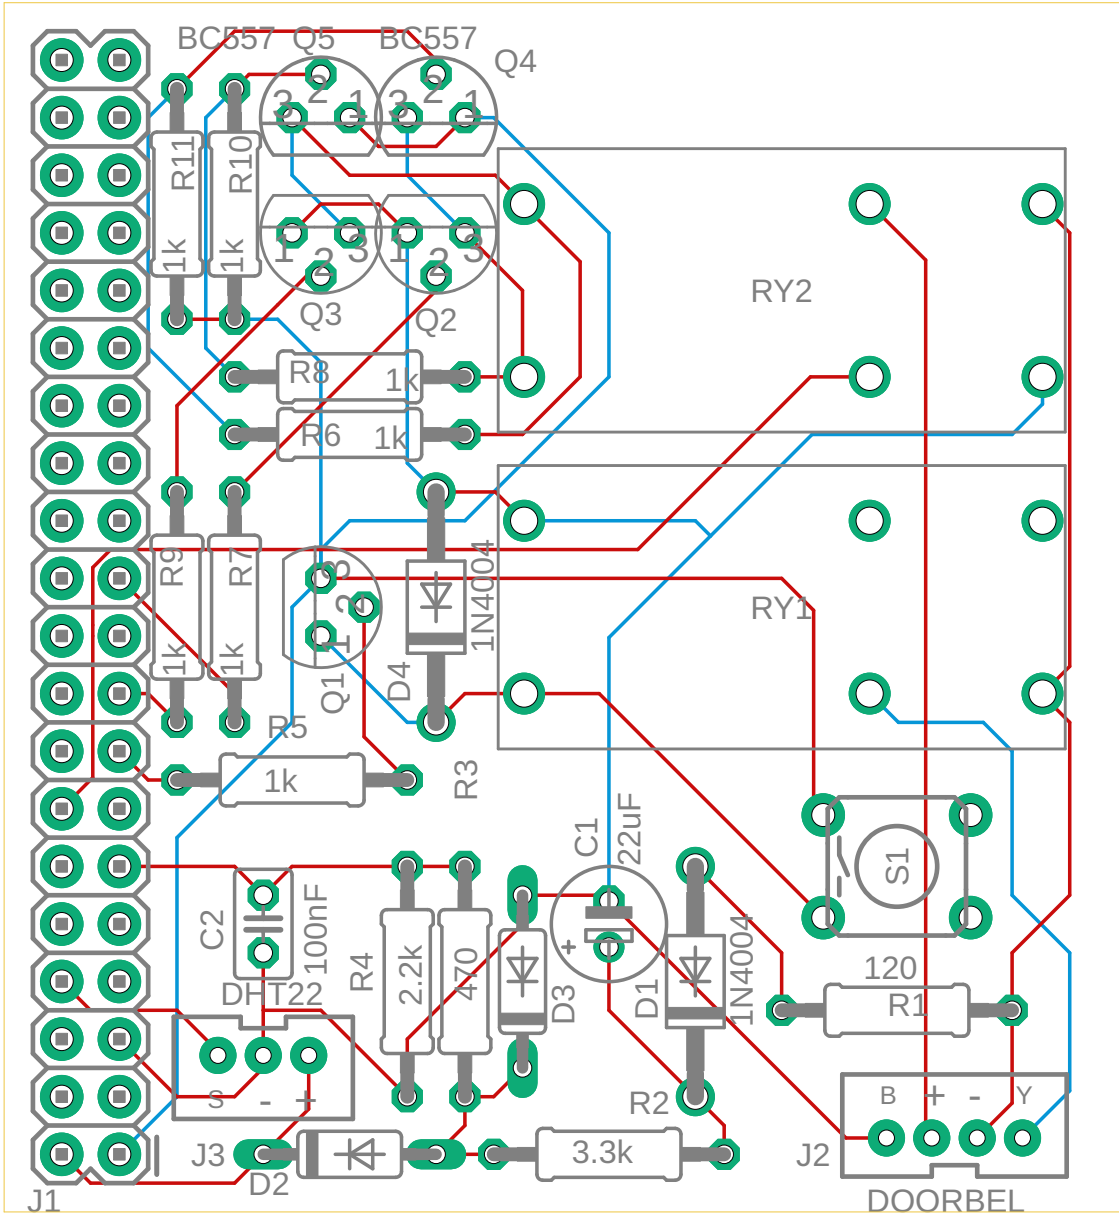 BC557 Q5 BC557 Q4
3 2 1 3 2 1
R11 R10
1k 1k
1 2 3 1 2 3
Q3 Q2
RY2
R8 1k
R6 1k
R9 R7
1k 1k
3
2
1
Q1
D4
1N4004
RY1
R5
1k
R3
C1
22uF
S1
C2
100nF
R4
2.2k
470
D3
D1
1N4004
120
R1
+
DHT22
S - +
R2
B + - Y
J3
D2
3.3k
J2
J1
DOORBEL